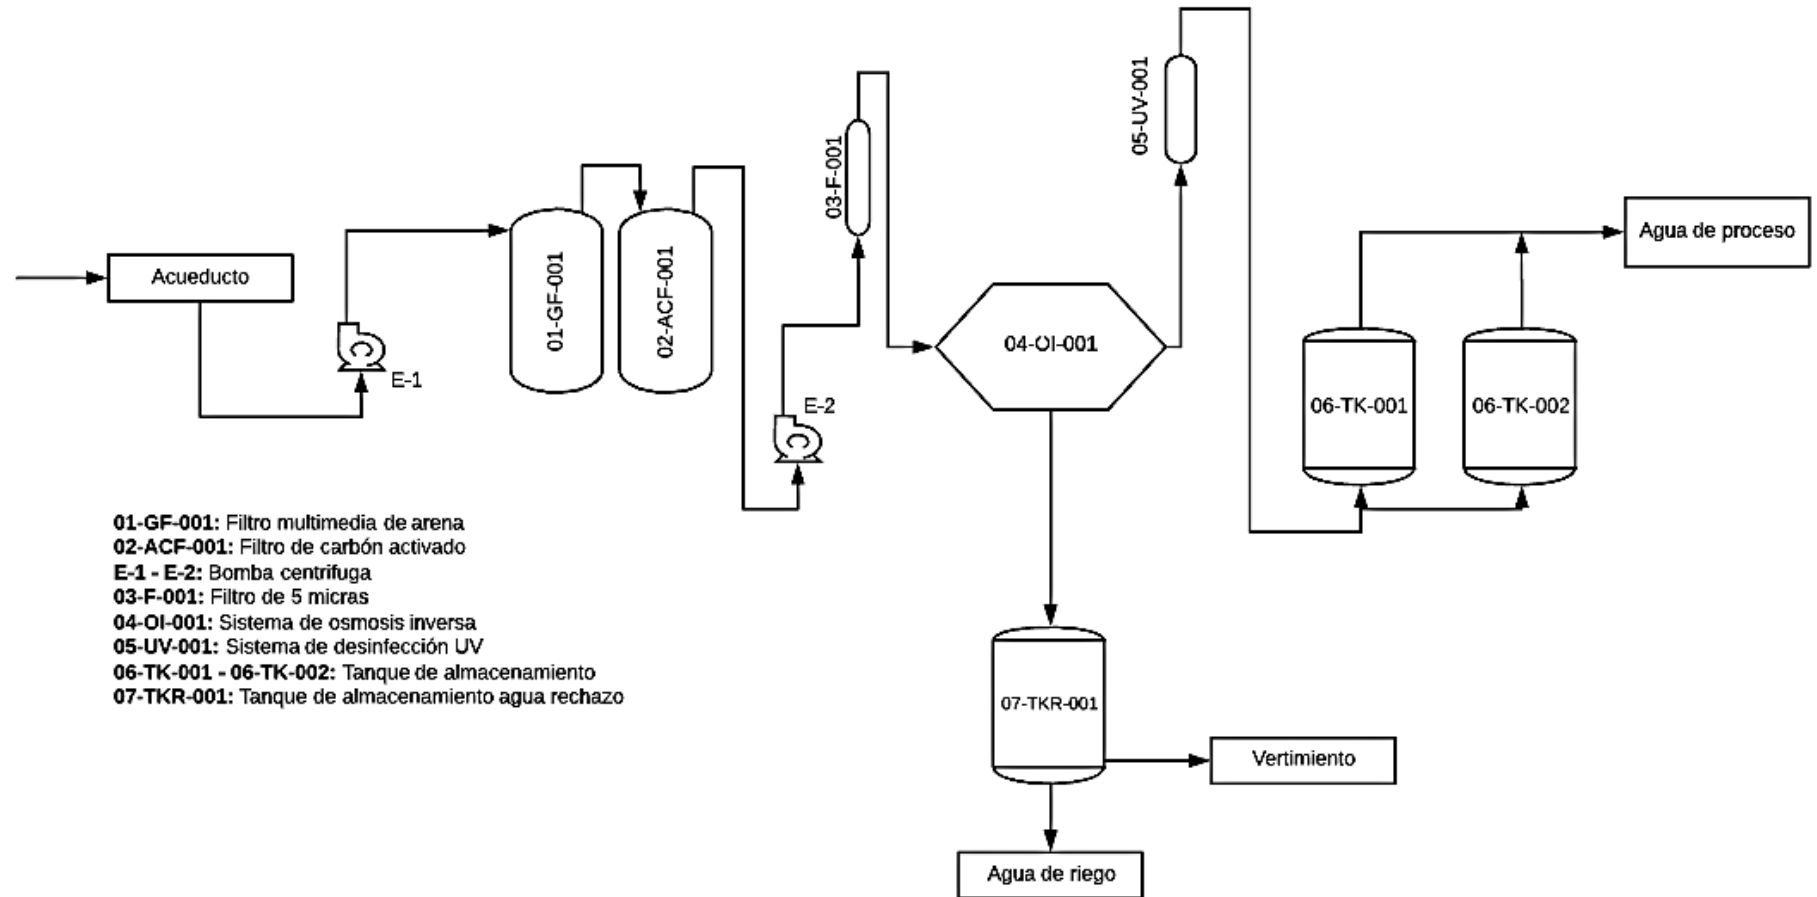 05-UV-001
03-F-001
Agua de proceso
Acueducto
01-GF-001
02-ACF-001
04-OI-001
E-1
E-2
06-TK-001
06-TK-002
01-GF-001: Filtro multimedia de arena
02-ACF-001: Filtro de carbón activado
E-1 - E-2: Bomba centrifuga
03-F-001: Filtro de 5 micras
04-OI-001: Sistema de osmosis inversa
05-UV-001: Sistema de desinfección UV
06-TK-001 - 06-TK-002: Tanque de almacenamiento
07-TKR-001: Tanque de almacenamiento agua rechazo
07-TKR-001
Vertimiento
Agua de riego